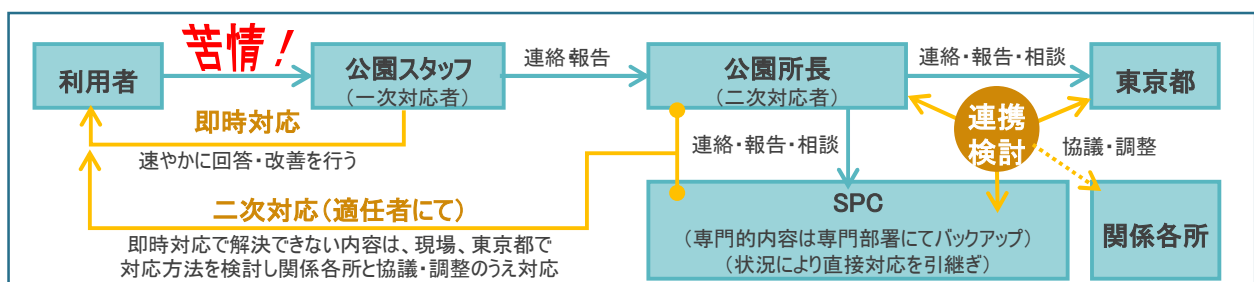 苦情!
利用者
公園スタッフ
(一次対応者)
連絡・報告
公園所長
(二次対応者)
連絡・報告・相談
東京都
即時対応
速やかに回答・改善を行う
連絡・報告・相談
連携
検討
協議・調整
二次対応(適任者にて)
即時対応で解決できない内容は、現場、東京都で
対応方法を検討し関係各所と協議・調整のうえ対応
SPC
(専門的内容は専門部署にてバックアップ)
(状況により直接対応を引継ぎ)
関係各所